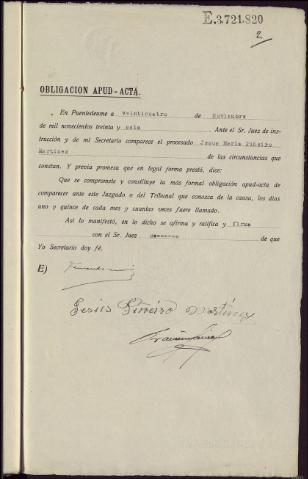 E.3.721.820
2.
OBLIGACION APUD-ACTA.
En Puentedeume a veinticuatro de Noviembre
de mil novecientos treinta y seis. Ante el Sr. Juez de ins-
trucción y de mi Secretario comparece el procesado Jesus Maria Piñeiro
Martinez de las circunstancias que
constan. Y previa promesa que en legal forma prestó, dice:
Que se compromete y constituye la más formal obligación apud-acta de
comparecer ante este Juzgado o del Tribunal que conozca de la causa, los días
uno y quince de cada mes y cuantas veces fuere llamado.
Así lo manifestó, en lo dicho se afirma y ratifica y firma
con el Sr. Juez de que
Yo Secretario doy fé.
E)
Jesús Piñeiro Martínez